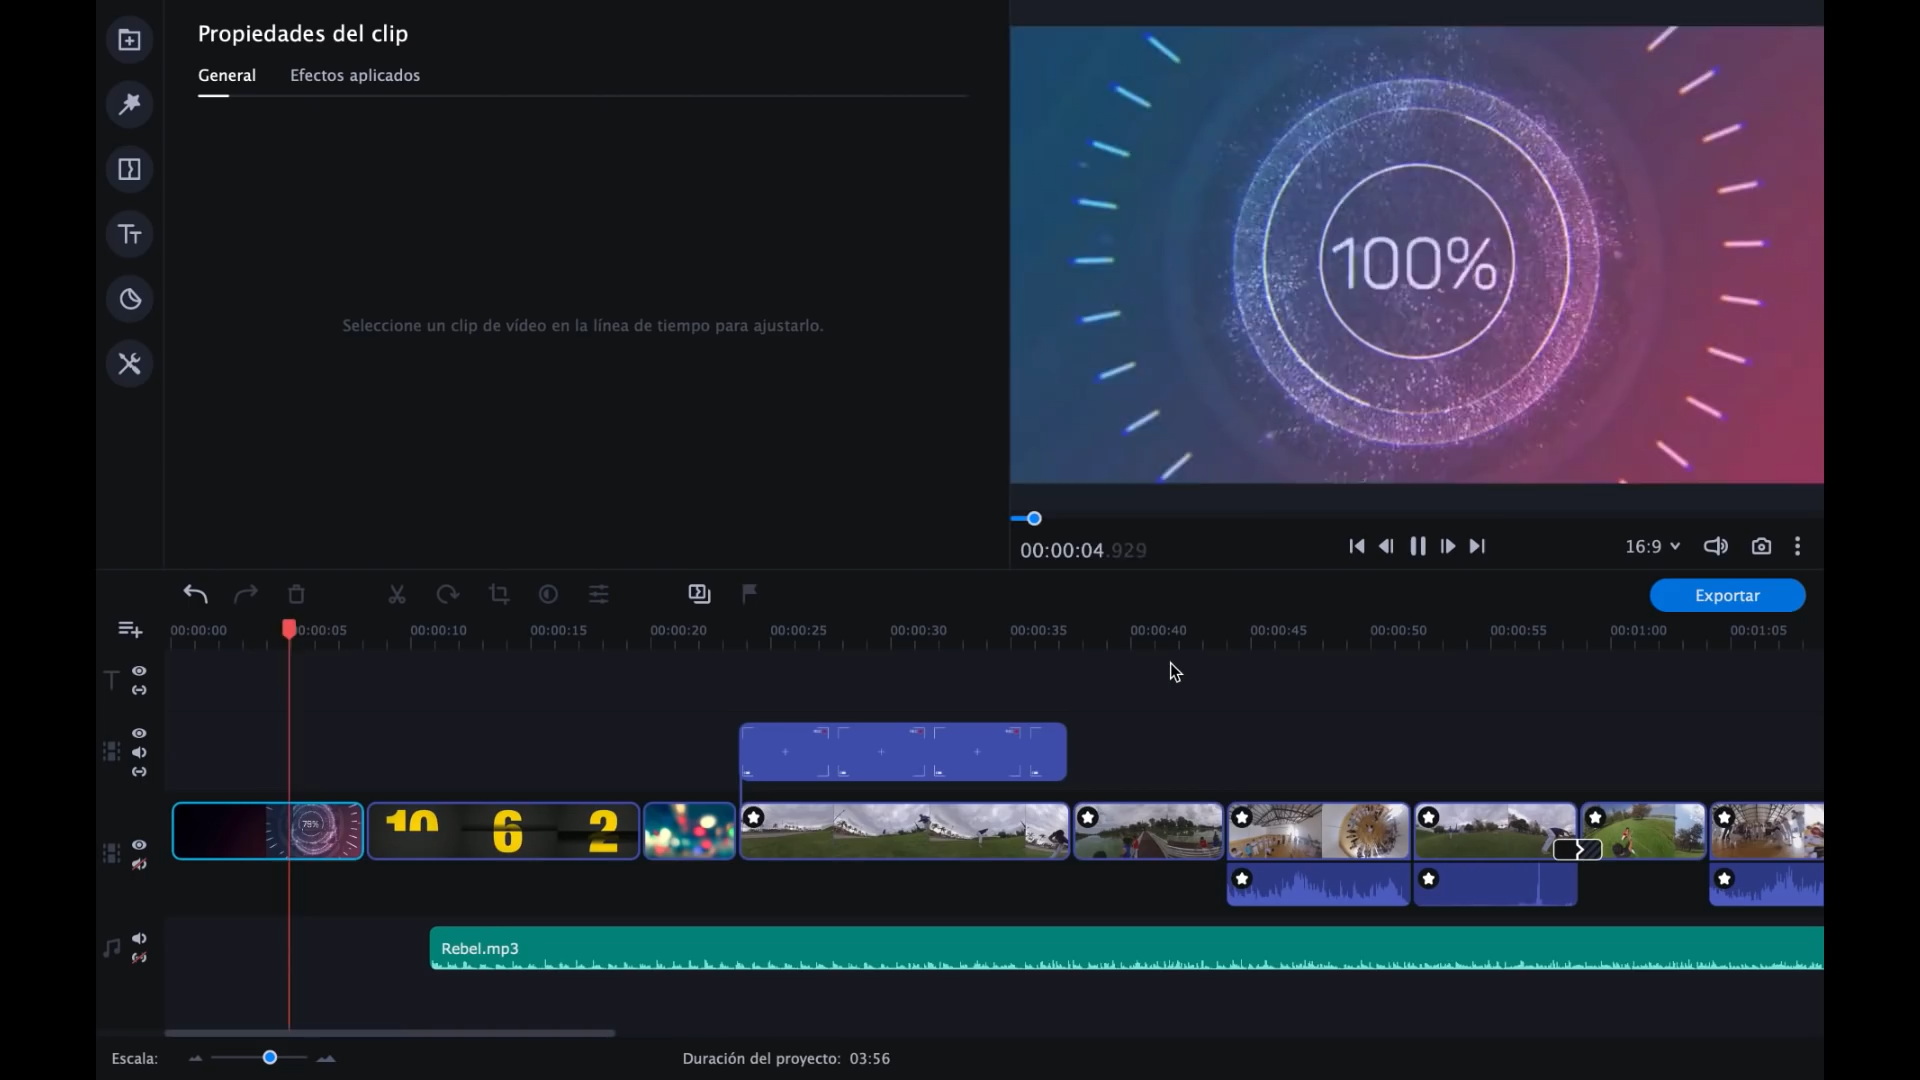 Propiedades del clip
General Efectos aplicados
Seleccione un clip de vídeo en la línea de tiempo para ajustarlo.
100%
00:00:04.929
16:9
Exportar
00:00:00 00:00:05 00:00:10 00:00:15 00:00:20 00:00:25 00:00:30 00:00:35 00:00:40 00:00:45 00:00:50 00:00:55 00:01:00 00:01:05
75% 10 6 2
Rebel.mp3
Escala: Duración del proyecto: 03:56